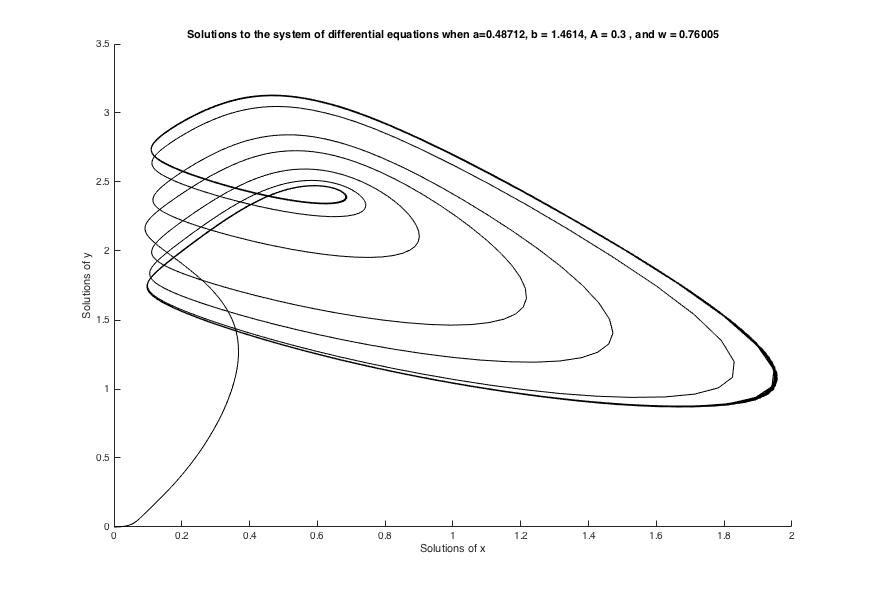 Solutions to the system of differential equations when a=0.48712, b = 1.4614, A = 0.3 , and w = 0.76005
3.5
3
2.5
2
1.5
1
0.5
0
Solutions of y
0 0.2 0.4 0.6 0.8 1 1.2 1.4 1.6 1.8 2
Solutions of x